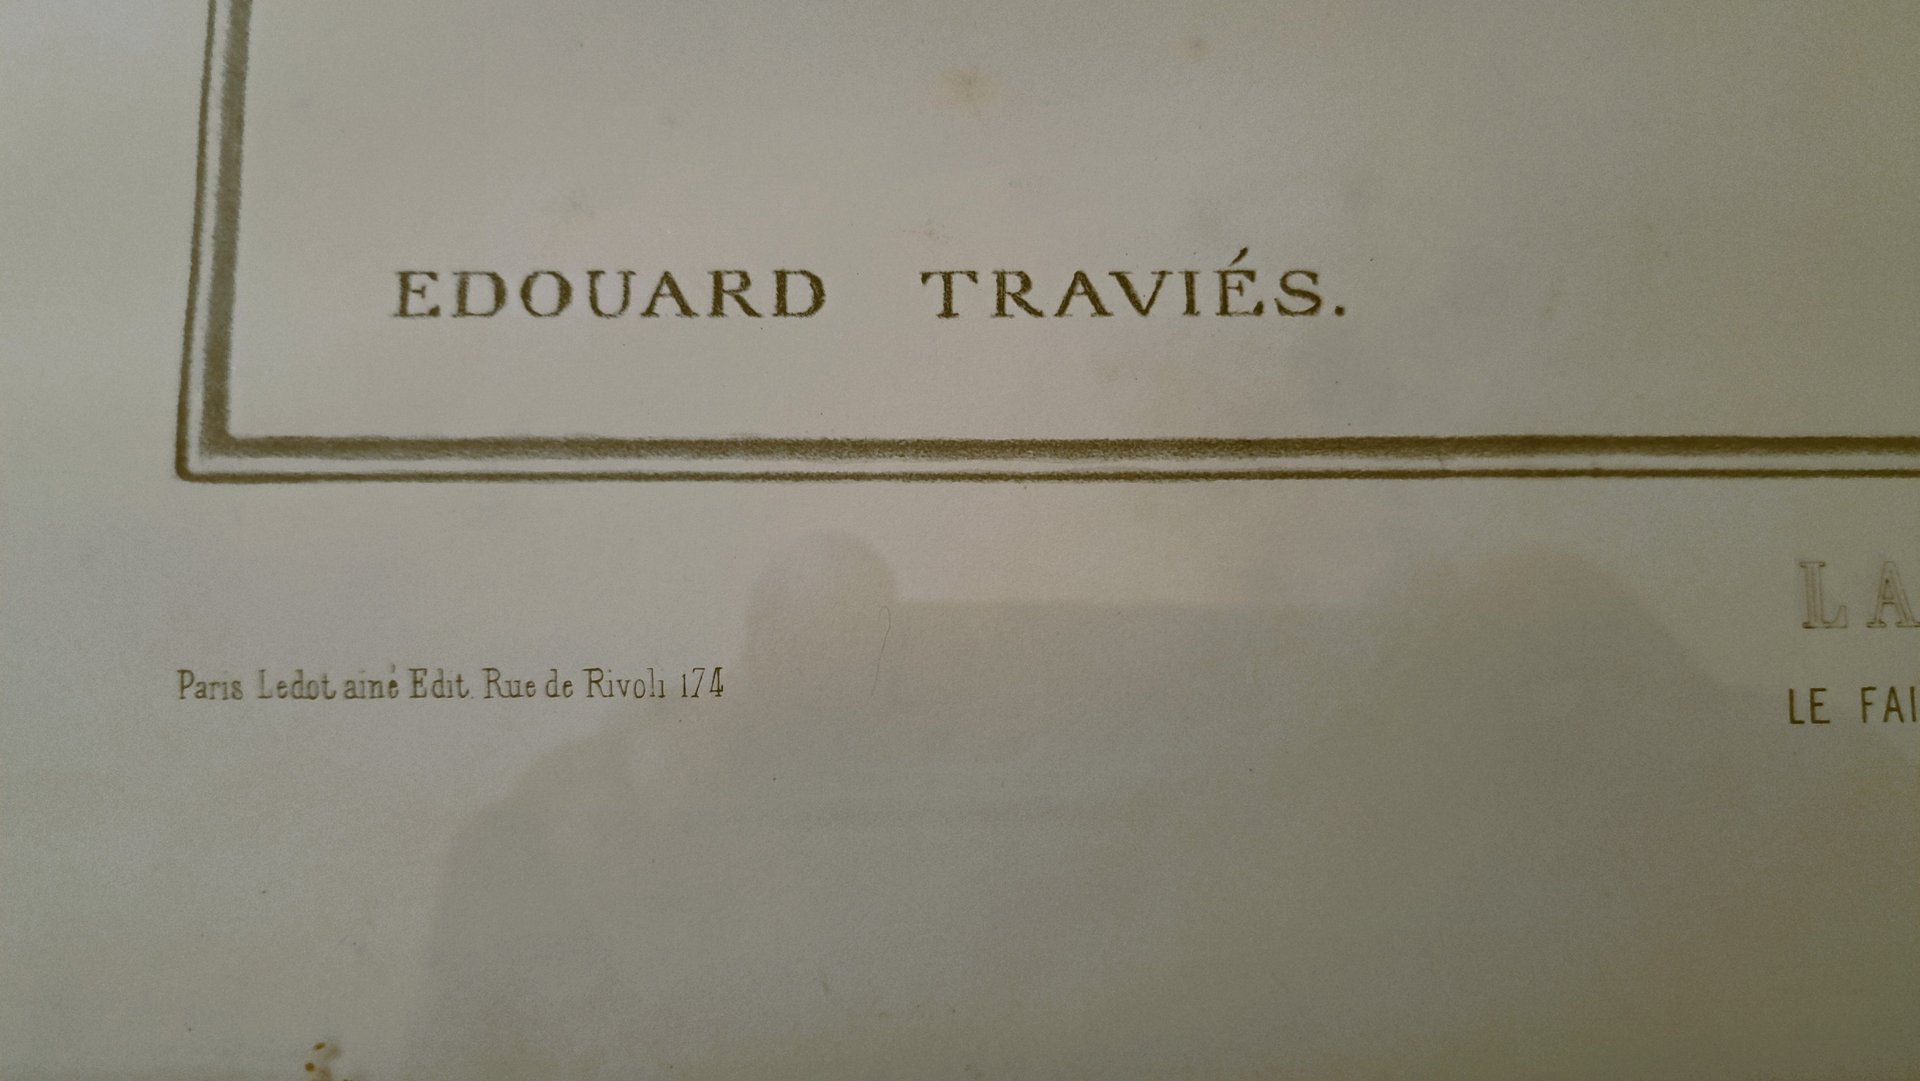 EDOUARD TRAVIÉS.
LA
Paris Ledot ainé Edit. Rue de Rivoli 174
LE FAI